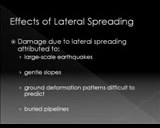 Effects of Lateral Spreading
Damage due to lateral spreading
attributed to:
large-scale earthquakes
gentle slopes
ground deformation patterns difficult to
predict
buried pipelines